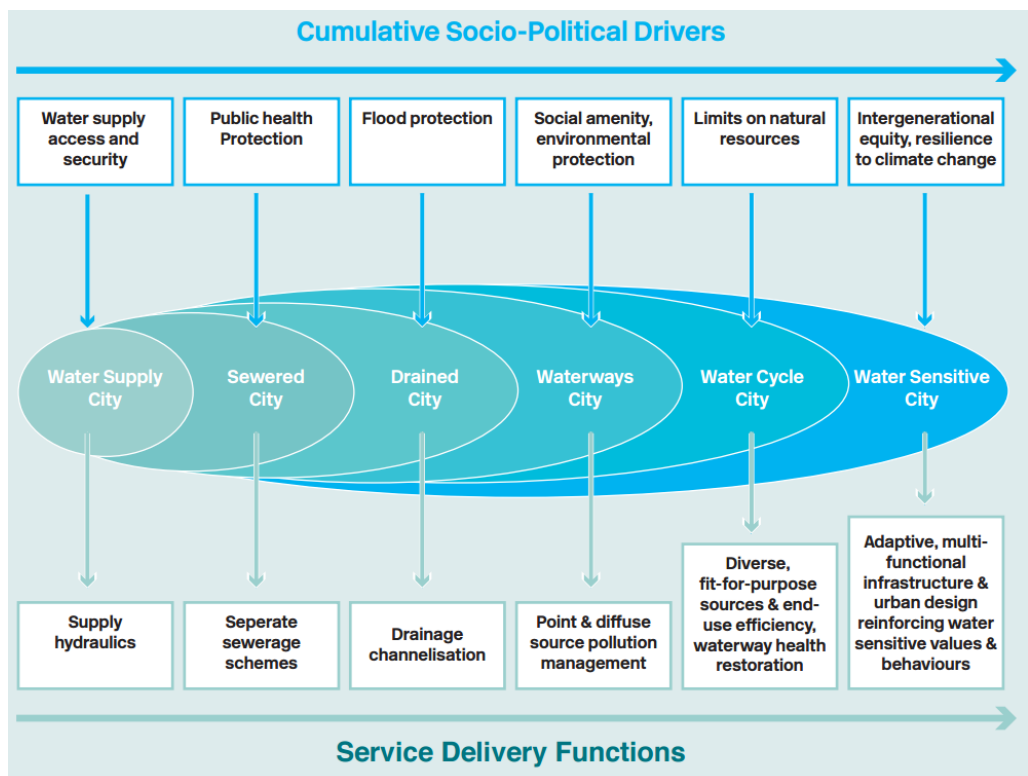 Cumulative Socio-Political Drivers
Water supply
access and
security
Public health
Protection
Flood protection
Social amenity,
environmental
protection
Limits on natural
resources
Intergenerational
equity, resilience
to climate change
Water Supply
City
Sewered
City
Drained
City
Waterways
City
Water Cycle
City
Water Sensitive
City
Supply
hydraulics
Seperate
sewerage
schemes
Drainage
channelisation
Point & diffuse
source pollution
management
Diverse,
fit-for-purpose
sources & end-
use efficiency,
waterway health
restoration
Adaptive, multi-
functional
infrastructure &
urban design
reinforcing water
sensitive values &
behaviours
Service Delivery Functions